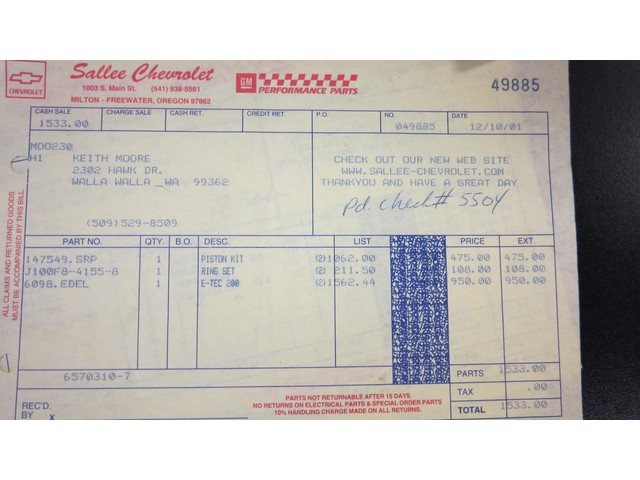 CHEVROLET
Sallee Chevrolet
1003 S. Main St. (541) 938-5561
MILTON - FREEWATER, OREGON 97862
GM PERFORMANCE PARTS
49885
CASH SALE CHARGE SALE CASH RET. CREDIT RET. P.O. NO. DATE
1533.00 049885 12/10/01
MOO230
H1 KEITH MOORE
2302 HAWK DR.
WALLA WALLA ,WA 99362
(509)529-8509
CHECK OUT OUR NEW WEB SITE
WWW.SALLEE-CHEVROLET.COM
THANKYOU AND HAVE A GREAT DAY
pd. check# 5504
ALL CLAIMS AND RETURNED GOODS
MUST BE ACCOMPANIED BY THIS BILL
PART NO. QTY. B.O. DESC. LIST PRICE EXT.
147549.SRP 1 PISTON KIT (2)1062.00 475.00 475.00
J100F8-4155-8 1 RING SET (2) 211.50 108.00 108.00
6098.EDEL 1 E-TEC 200 (2)1562.44 950.00 950.00
6570310-7
PARTS 1533.00
TAX .00
TOTAL 1533.00
REC'D.
BY X
PARTS NOT RETURNABLE AFTER 15 DAYS
NO RETURNS ON ELECTRICAL PARTS & SPECIAL ORDER PARTS
10% HANDLING CHARGE MADE ON ALL RETURNS.